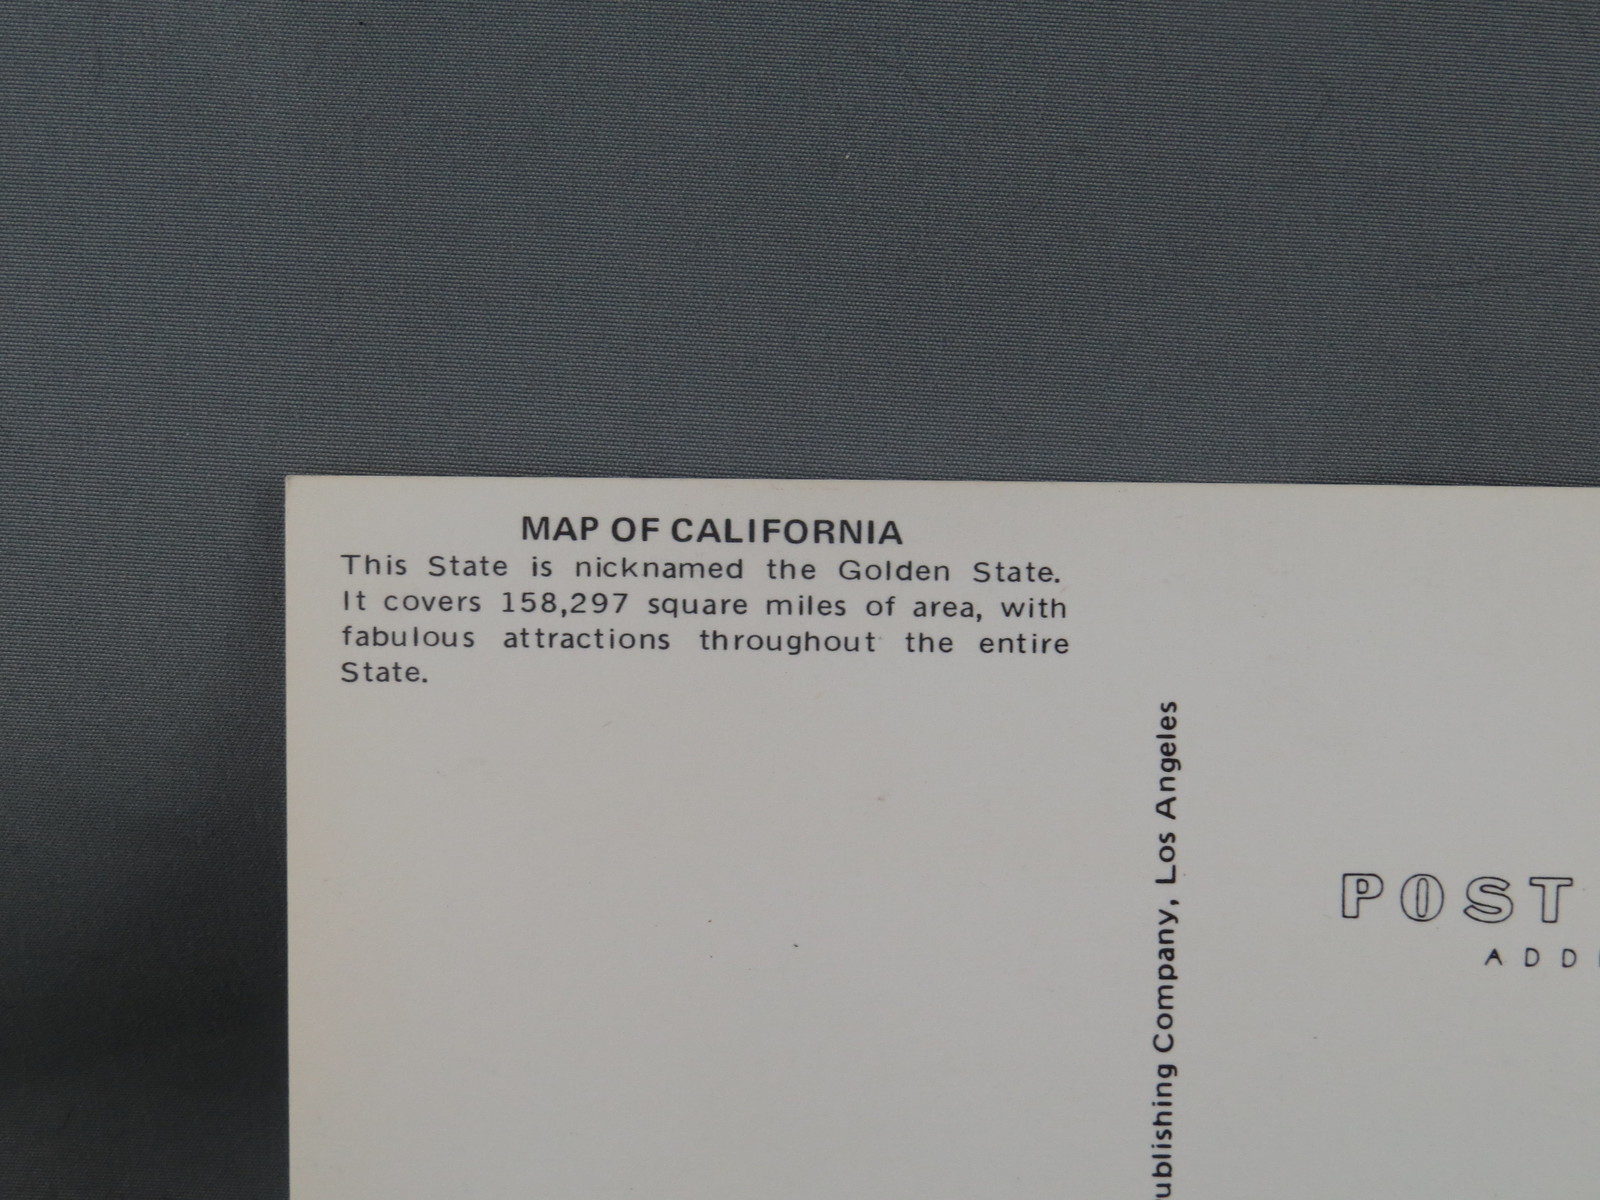 MAP OF CALIFORNIA
This State is nicknamed the Golden State.
It covers 158,297 square miles of area, with
fabulous attractions throughout the entire
State.
ublishing Company, Los Angeles
POST
ADD